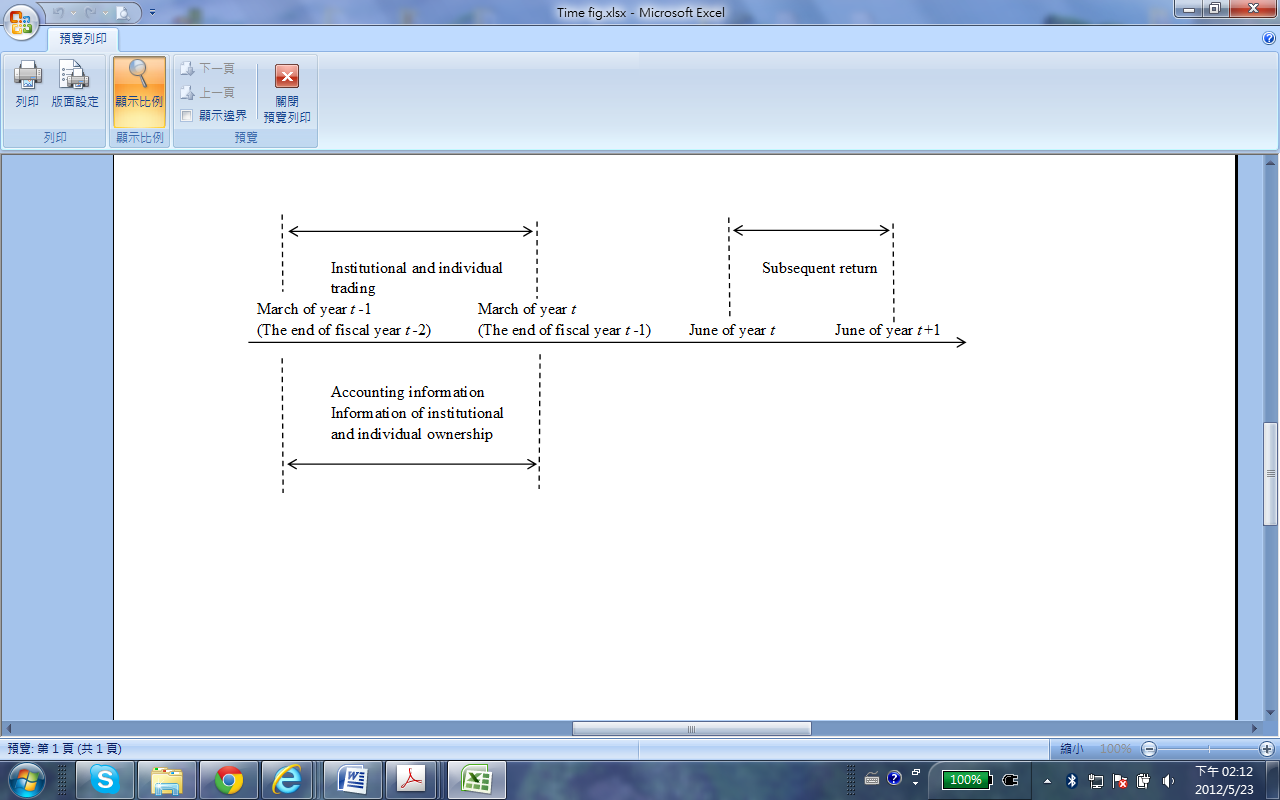 Time fig.xlsx - Microsoft Excel
預覽列印
列印
版面設定
顯示比例
下一頁
上一頁
顯示邊界
關閉
預覽列印
列印
顯示比例
預覽
Institutional and individual
trading
Subsequent return
March of year t -1
March of year t
(The end of fiscal year t -2)
(The end of fiscal year t -1)
June of year t
June of year t +1
Accounting information
Information of institutional
and individual ownership
預覽: 第 1 頁 (共 1 頁)
縮小
100%
100%
下午 02:12
2012/5/23